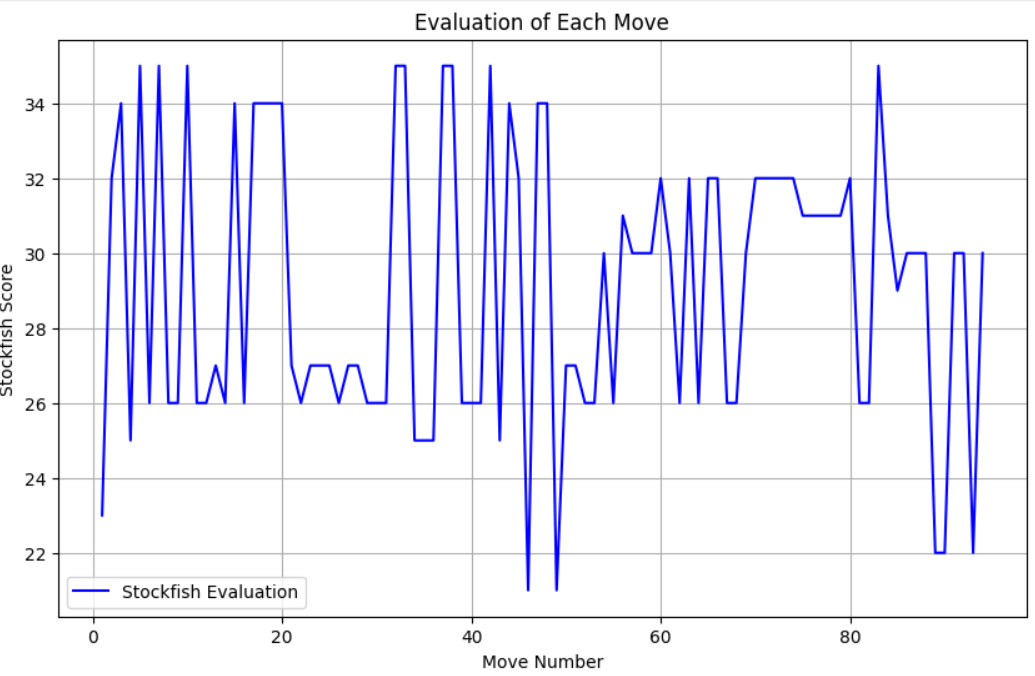 Evaluation of Each Move
Stockfish Score
34
32
30
28
26
24
22
Stockfish Evaluation
0 20 40 60 80
Move Number